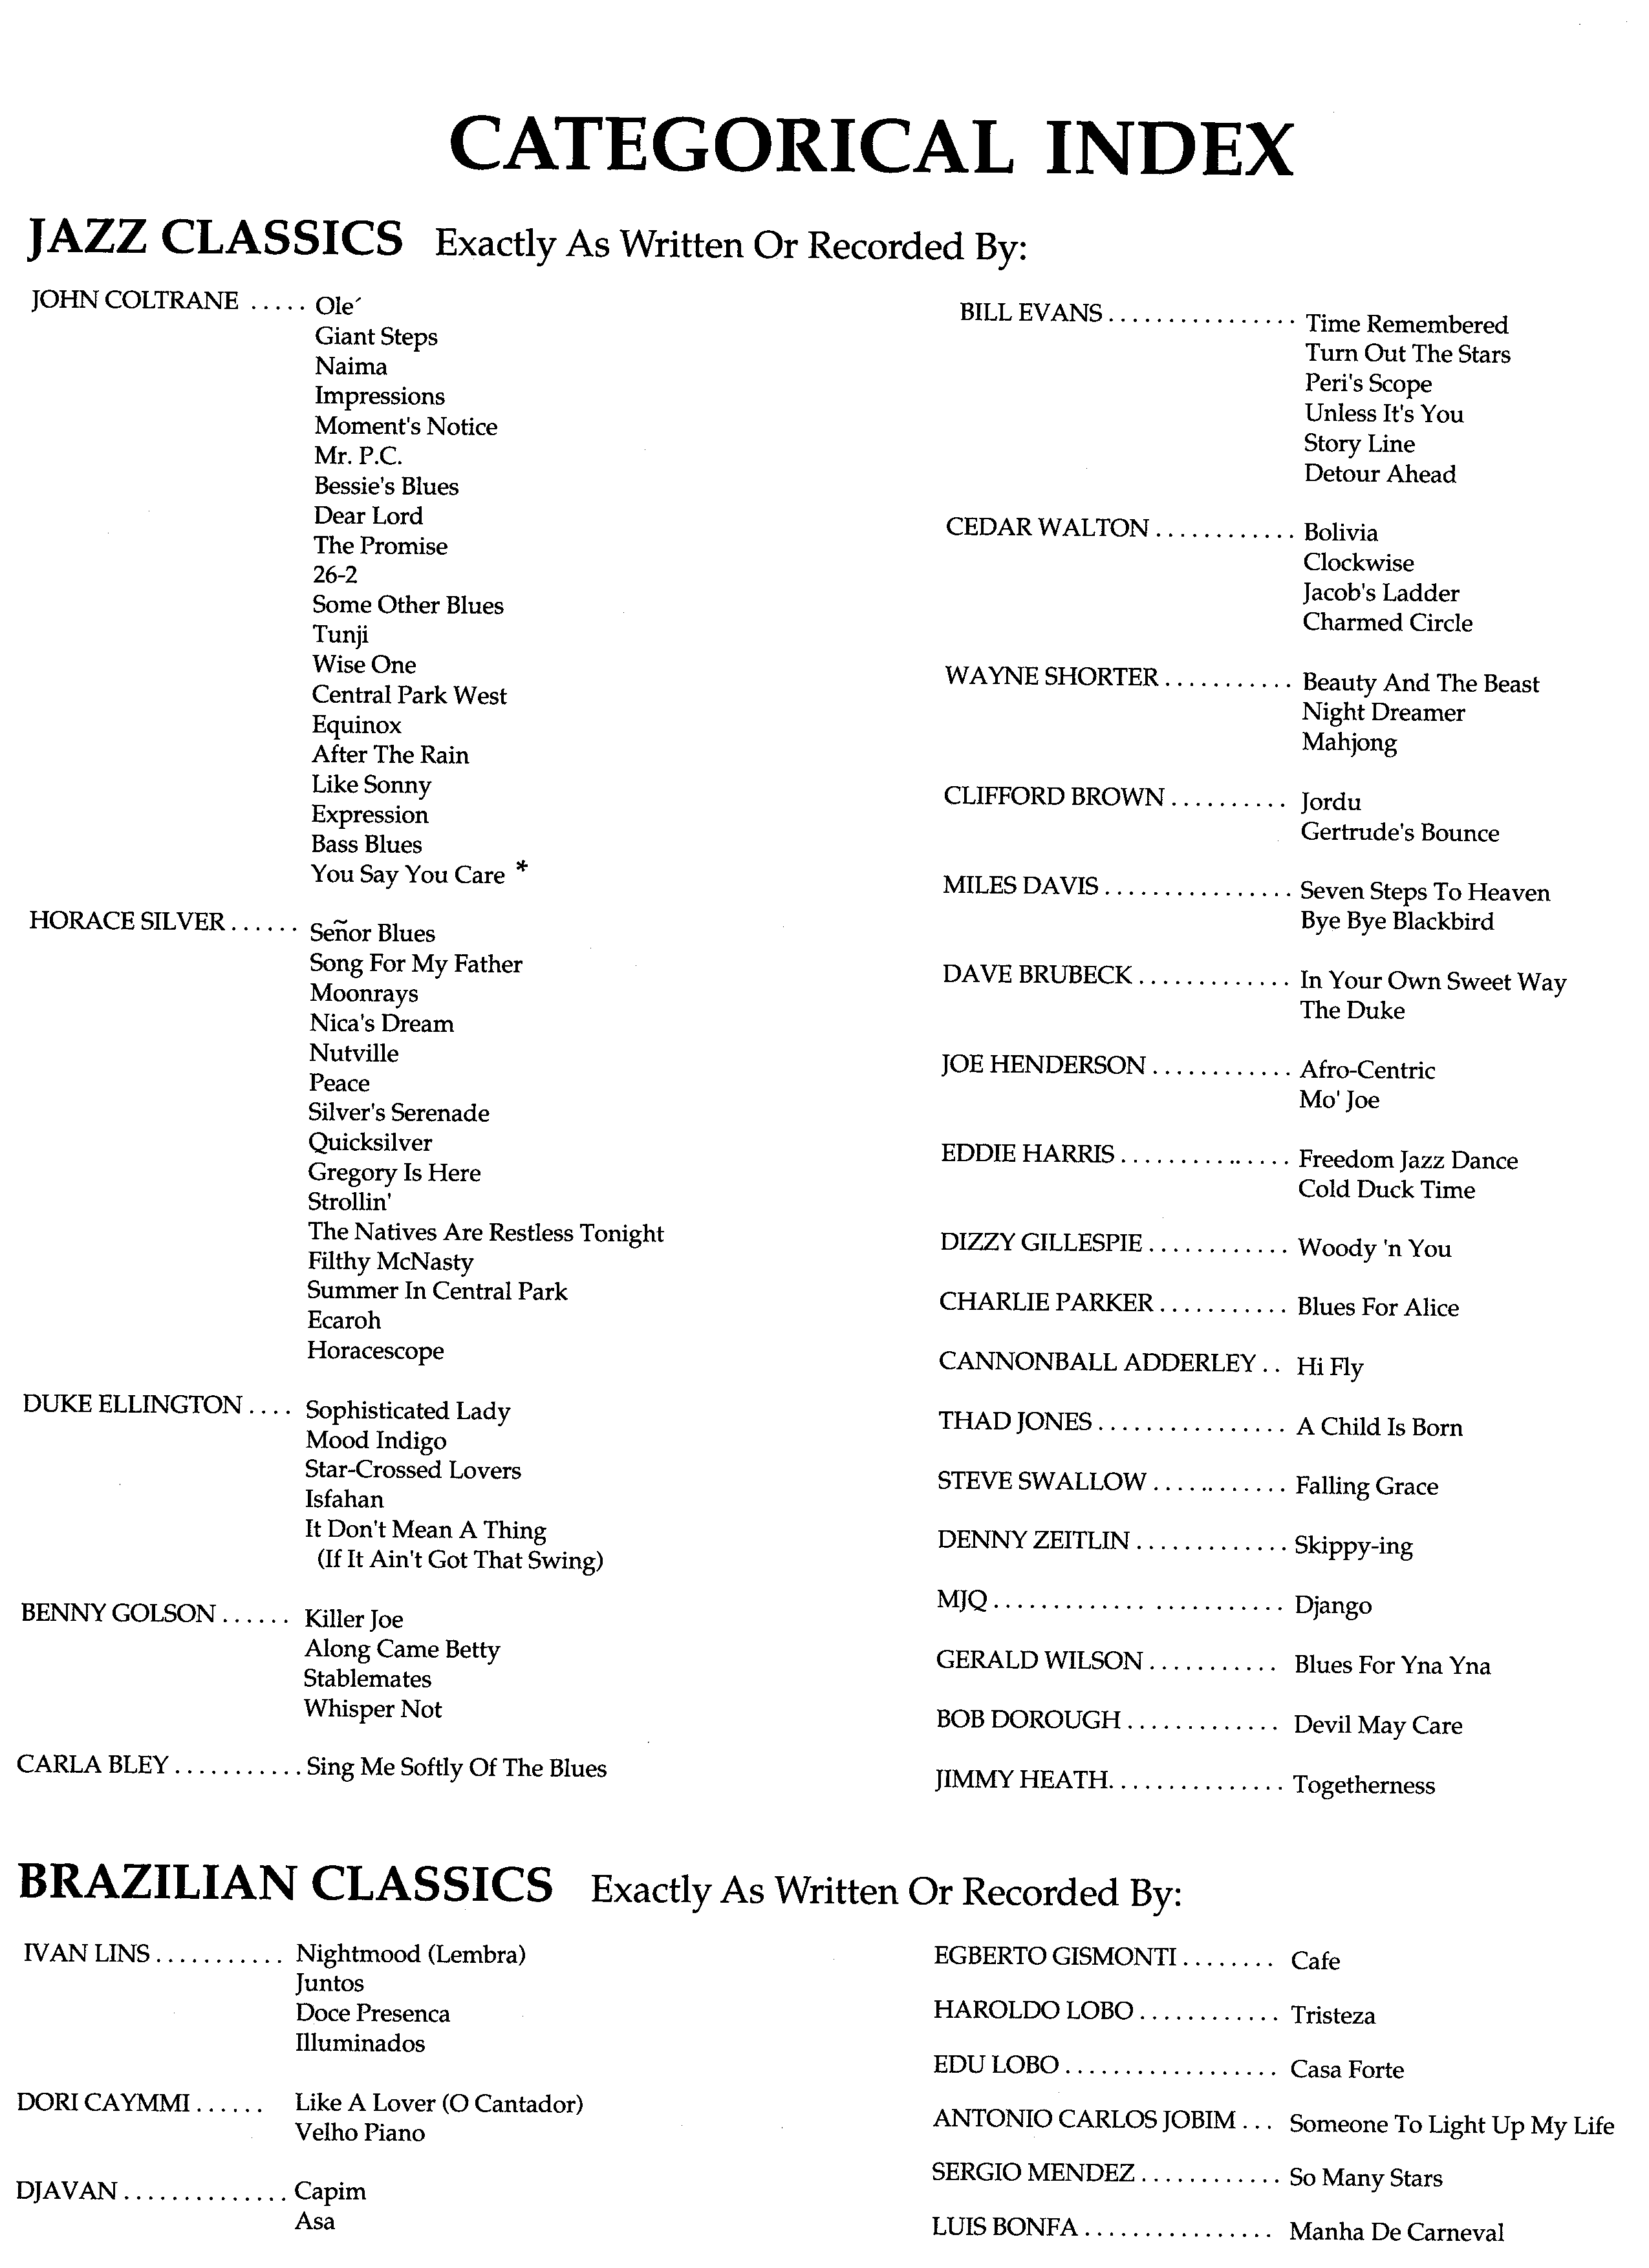 CATEGORICAL INDEX
JAZZ CLASSICS Exactly As Written Or Recorded By:
JOHN COLTRANE ..... Ole´
Giant Steps
Naima
Impressions
Moment's Notice
Mr. P.C.
Bessie's Blues
Dear Lord
The Promise
26-2
Some Other Blues
Tunji
Wise One
Central Park West
Equinox
After The Rain
Like Sonny
Expression
Bass Blues
You Say You Care *
HORACE SILVER ...... Señor Blues
Song For My Father
Moonrays
Nica's Dream
Nutville
Peace
Silver's Serenade
Quicksilver
Gregory Is Here
Strollin'
The Natives Are Restless Tonight
Filthy McNasty
Summer In Central Park
Ecaroh
Horacescope
DUKE ELLINGTON .... Sophisticated Lady
Mood Indigo
Star-Crossed Lovers
Isfahan
It Don't Mean A Thing
(If It Ain't Got That Swing)
BENNY GOLSON ...... Killer Joe
Along Came Betty
Stablemates
Whisper Not
CARLA BLEY ........... Sing Me Softly Of The Blues
BILL EVANS ................ Time Remembered
Turn Out The Stars
Peri's Scope
Unless It's You
Story Line
Detour Ahead
CEDAR WALTON ............ Bolivia
Clockwise
Jacob's Ladder
Charmed Circle
WAYNE SHORTER ........... Beauty And The Beast
Night Dreamer
Mahjong
CLIFFORD BROWN .......... Jordu
Gertrude's Bounce
MILES DAVIS ................ Seven Steps To Heaven
Bye Bye Blackbird
DAVE BRUBECK ............. In Your Own Sweet Way
The Duke
JOE HENDERSON ............ Afro-Centric
Mo' Joe
EDDIE HARRIS ............... Freedom Jazz Dance
Cold Duck Time
DIZZY GILLESPIE ............ Woody 'n You
CHARLIE PARKER ........... Blues For Alice
CANNONBALL ADDERLEY .. Hi Fly
THAD JONES ................ A Child Is Born
STEVE SWALLOW ............ Falling Grace
DENNY ZEITLIN ............. Skippy-ing
MJQ ........................ Django
GERALD WILSON ........... Blues For Yna Yna
BOB DOROUGH ............. Devil May Care
JIMMY HEATH............... Togetherness
BRAZILIAN CLASSICS Exactly As Written Or Recorded By:
IVAN LINS ........... Nightmood (Lembra)
Juntos
Doce Presenca
Illuminados
DORI CAYMMI ...... Like A Lover (O Cantador)
Velho Piano
DJAVAN .............. Capim
Asa
EGBERTO GISMONTI ........ Cafe
HAROLDO LOBO ............ Tristeza
EDU LOBO .................. Casa Forte
ANTONIO CARLOS JOBIM ... Someone To Light Up My Life
SERGIO MENDEZ ............ So Many Stars
LUIS BONFA ................ Manha De Carneval